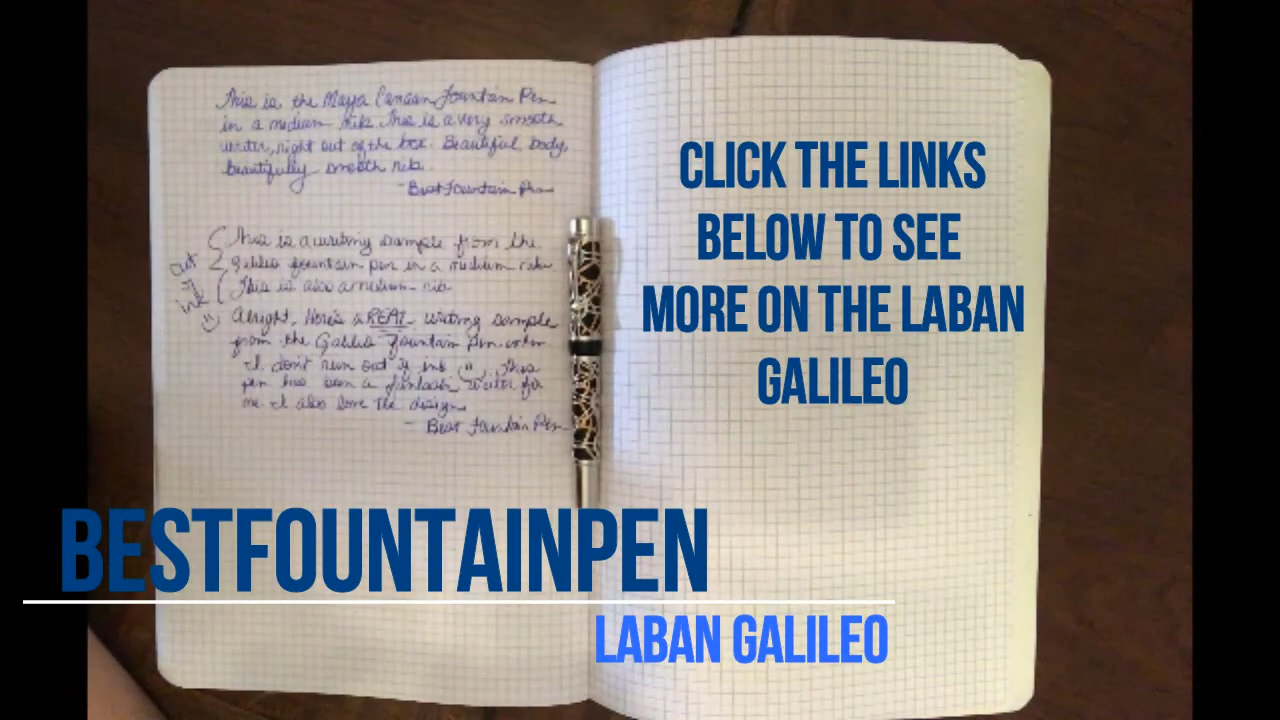 This is the Maya Canaan Fountain Pen
in a medium nib. This is a very smooth
writer, right out of the box. Beautiful body,
beautifully smooth nib.
- Best Fountain Pen
This is a writing sample from the
Galileo fountain pen in a medium nib.
This is also a medium nib
out
ink
Alright, Here's a REAL writing sample
from the Galileo Fountain Pen when
I don't run out of ink. This
pen has been a fantastic writer for
me. I also love the design.
- Best Fountain Pen
CLICK THE LINKS
BELOW TO SEE
MORE ON THE LABAN
GALILEO
BESTFOUNTAINPEN
LABAN GALILEO